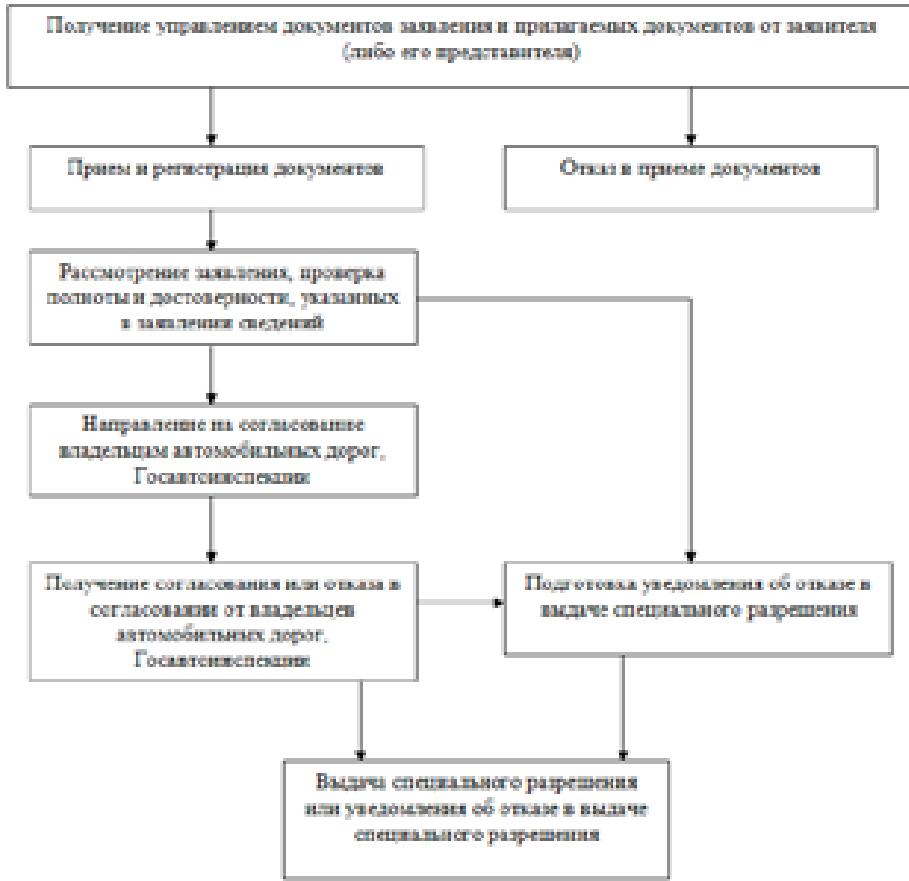 Получение управлением документов заявления и прилагаемых документов от заявителя
(либо его представителя)
Прием и регистрация документов
Отказ в приеме документов
Рассмотрение заявления, проверка
полноты и достоверности, указанных
в заявлении сведений
Направление на согласование
владельцам автомобильных дорог,
Госавтоинспекции
Получение согласования или отказа в
согласовании от владельцев
автомобильных дорог,
Госавтоинспекции
Подготовка уведомления об отказе в
выдаче специального разрешения
Выдача специального разрешения
или уведомления об отказе в выдаче
специального разрешения